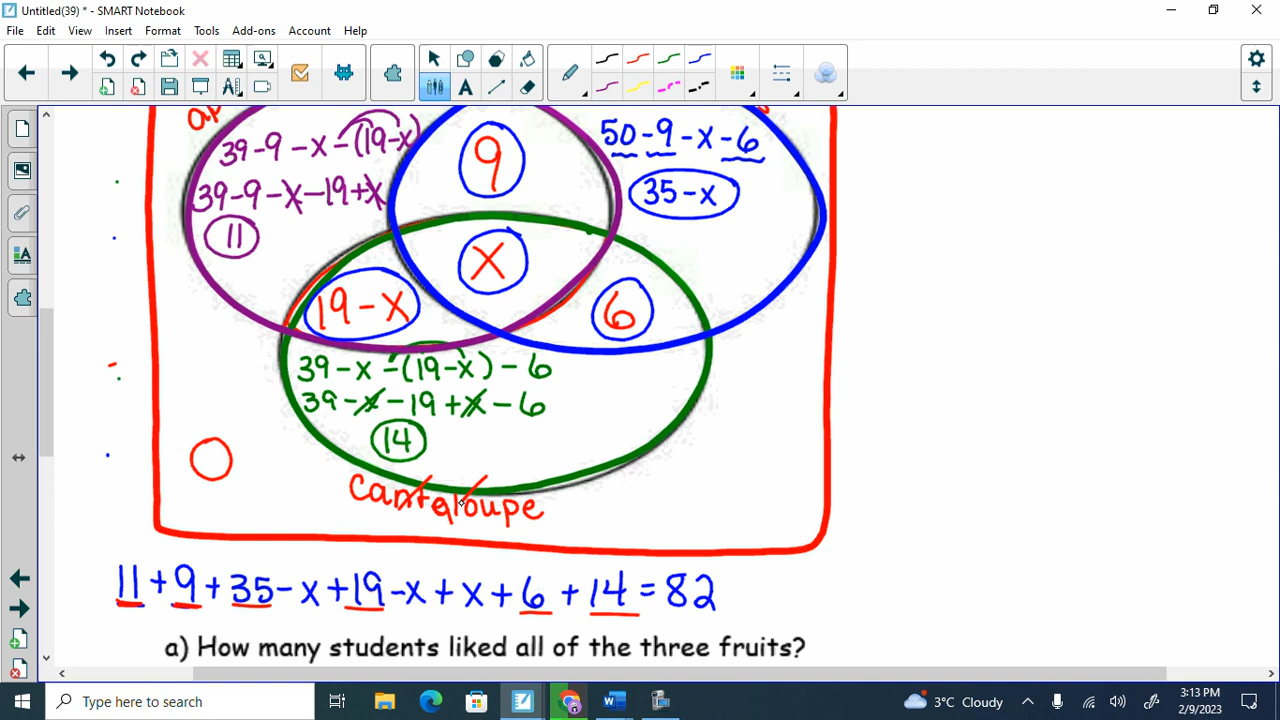 Untitled(39) * - SMART Notebook
File Edit View Insert Format Tools Add-ons Account Help
39-9-x-(19-x)
39-9-x-19+x
11
9
50-9-x-6
35-x
x
19-x
6
39-x-(19-x)-6
39-x-19+x-6
14
Cantaloupe
11+9+35-x+19-x+x+6+14=82
a) How many students liked all of the three fruits?
Type here to search
3°C Cloudy
3:13 PM
2/9/2023